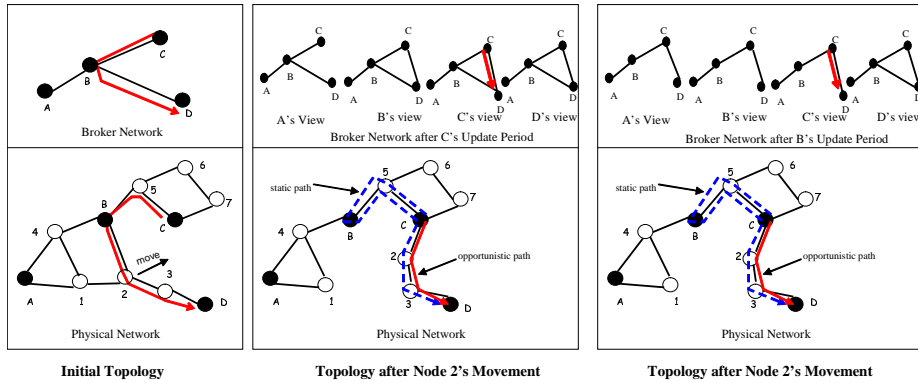 A
B
C
D
Broker Network
C
B
A
D
A's View
C
B
A
D
B's view
C
B
A
D
C's view
C
B
D
D's view
Broker Network after C's Update Period
C
B
A
D
A's View
C
B
A
D
B's view
C
B
A
D
C's view
C
B
D
D's view
Broker Network after B's Update Period
6
5
7
B
C
4
move
3
A
1
2
D
Physical Network
6
5
7
static path
4
B
C
2
opportunistic path
3
A
1
D
Physical Network
6
5
7
static path
4
B
C
2
opportunistic path
3
A
1
D
Physical Network
Initial Topology
Topology after Node 2's Movement
Topology after Node 2's Movement